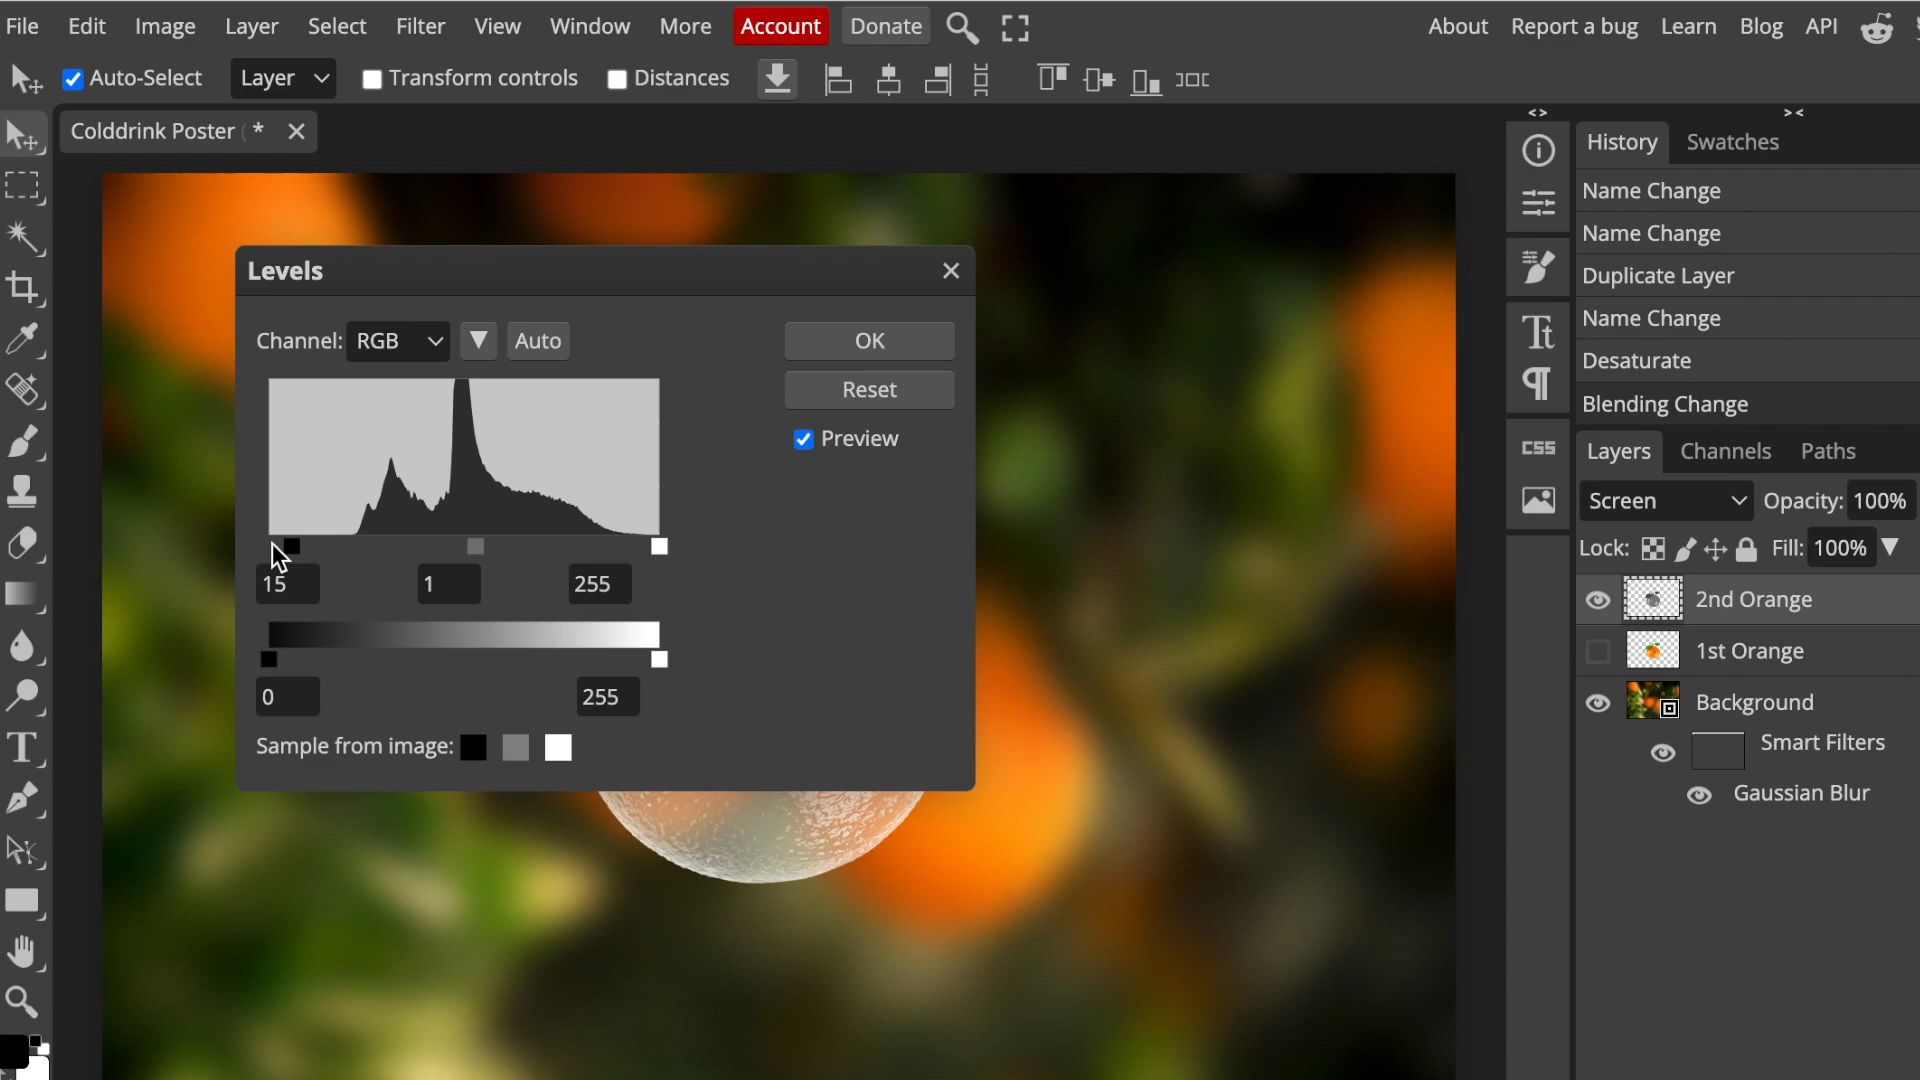 File Edit Image Layer Select Filter View Window More Account Donate About Report a bug Learn Blog API
Auto-Select Layer Transform controls Distances
Colddrink Poster ( * ✕
History Swatches
Name Change
Name Change
Duplicate Layer
Name Change
Desaturate
Blending Change
Levels
Channel: RGB Auto OK
Reset
Preview
15 1 255
0 255
Sample from image:
CSS
Layers Channels Paths
Screen Opacity: 100%
Lock: Fill: 100%
2nd Orange
1st Orange
Background
Smart Filters
Gaussian Blur